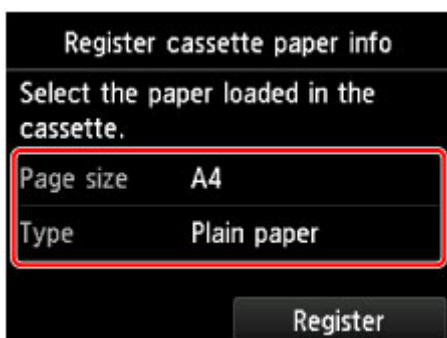 Register cassette paper info
Select the paper loaded in the
cassette.
Page size A4
Type Plain paper
Register